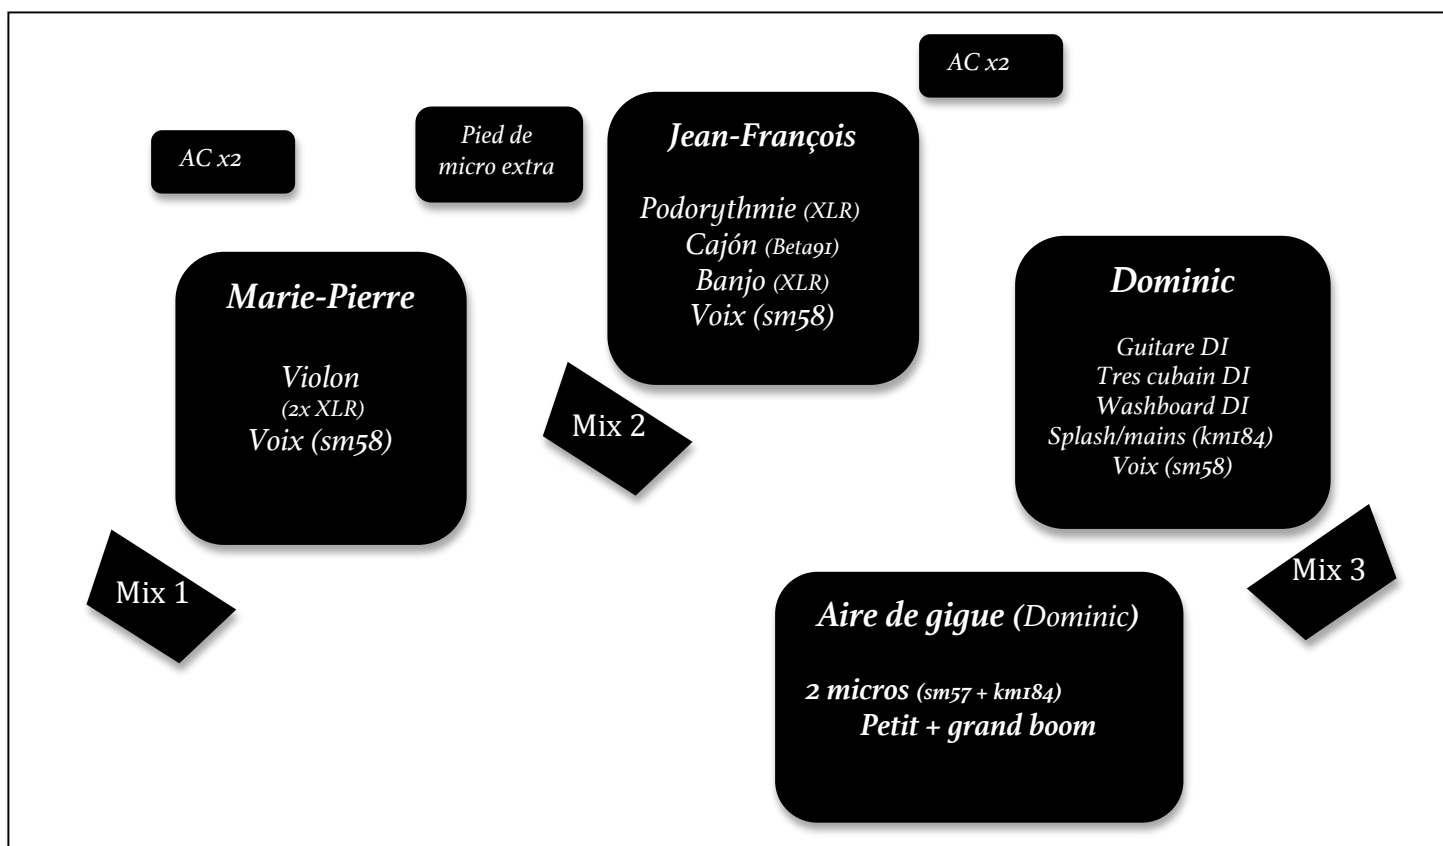 AC x2
AC x2
Pied de
micro extra
Jean-François
Podorythmie (XLR)
Cajón (Beta91)
Banjo (XLR)
Voix (sm58)
Marie-Pierre
Violon
(2x XLR)
Voix (sm58)
Dominic
Guitare DI
Tres cubain DI
Washboard DI
Splash/mains (km184)
Voix (sm58)
Mix 2
Mix 1
Mix 3
Aire de gigue (Dominic)
2 micros (sm57 + km184)
Petit + grand boom